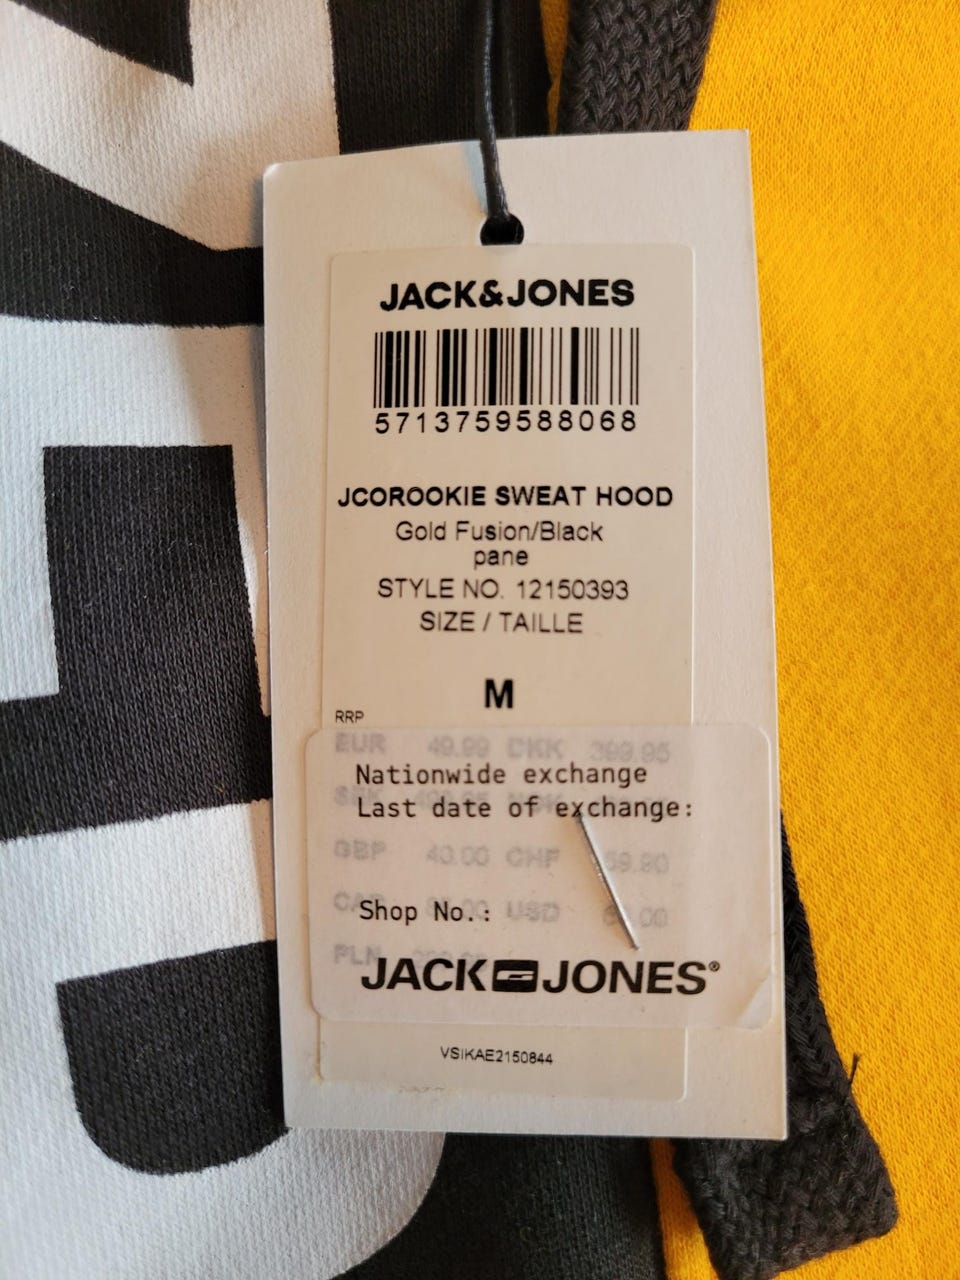 JACK&JONES
5713759588068
JCOROOKIE SWEAT HOOD
Gold Fusion/Black
pane
STYLE NO. 12150393
SIZE / TAILLE
M
RRP
EUR 49.99 DKK 399.95
Nationwide exchange
Last date of exchange:
GBP 40.00 CHF 59.90
Shop No.: USD
PLN
JACK JONES®
VSIKAE2150844